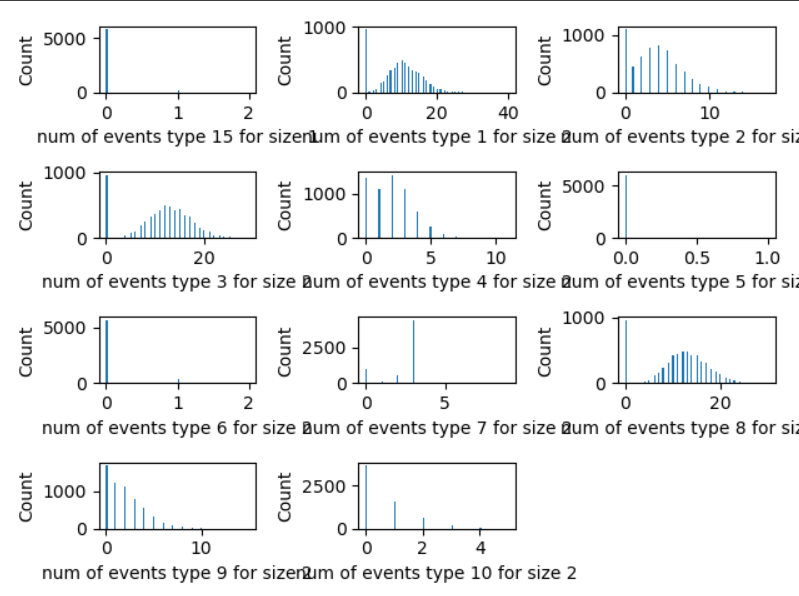 Count
5000
0
0 1 2
num of events type 15 for size 1
Count
1000
0
0 20 40
num of events type 1 for size 2
Count
1000
0
0 10
num of events type 2 for siz
Count
1000
0
0 20
num of events type 3 for size 2
Count
1000
0
0 5 10
num of events type 4 for size 2
Count
5000
0
0.0 0.5 1.0
num of events type 5 for siz
Count
5000
0
0 1 2
num of events type 6 for size 2
Count
2500
0
0 5
num of events type 7 for size 2
Count
1000
0
0 20
num of events type 8 for siz
Count
1000
0
0 10
num of events type 9 for size 2
Count
2500
0
0 2 4
num of events type 10 for size 2